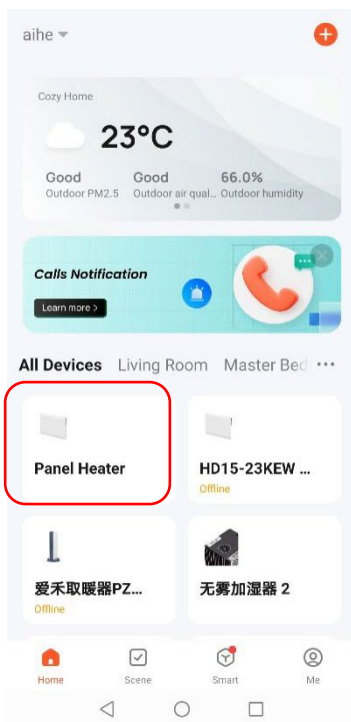 aihe
Cozy Home
23°C
Good Good 66.0%
Outdoor PM2.5 Outdoor air qual... Outdoor humidity
Calls Notification
Learn more >
All Devices Living Room Master Bed ...
Panel Heater HD15-23KEW ...
Offline
爱禾取暖器PZ... 无雾加湿器 2
Offline
Home Scene Smart Me